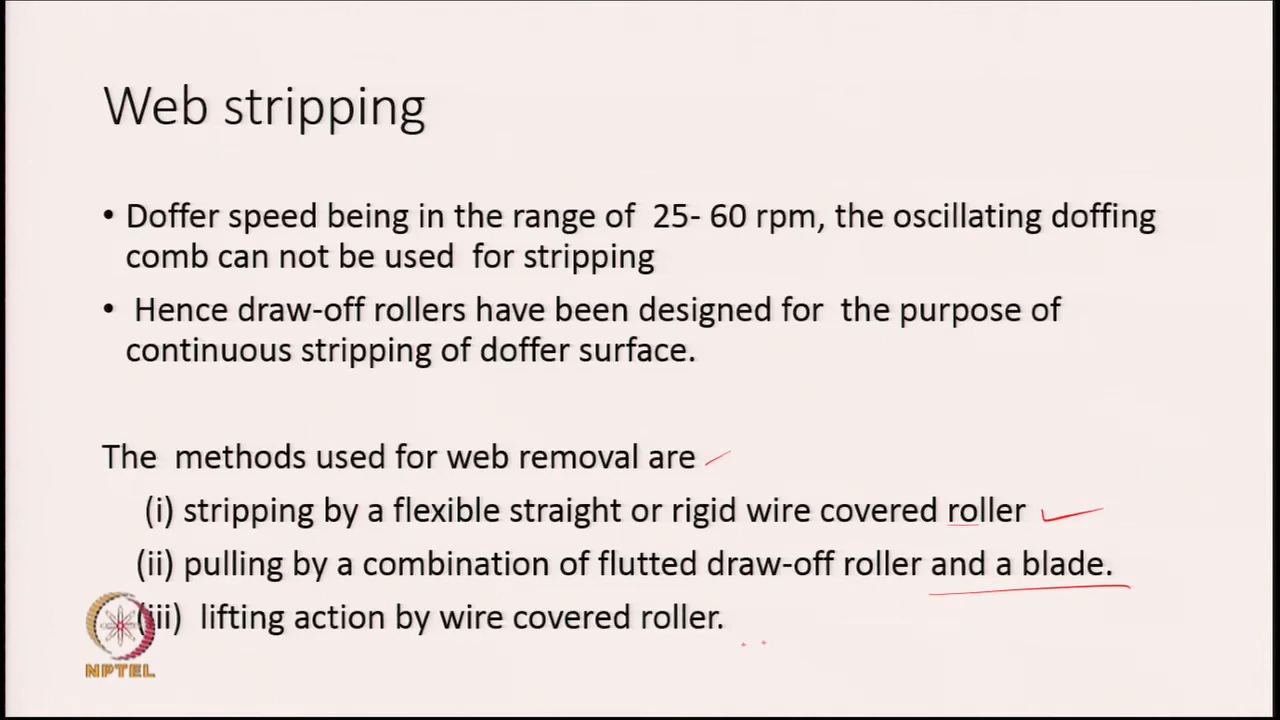 Web stripping
• Doffer speed being in the range of 25- 60 rpm, the oscillating doffing
comb can not be used for stripping
• Hence draw-off rollers have been designed for the purpose of
continuous stripping of doffer surface.
The methods used for web removal are
(i) stripping by a flexible straight or rigid wire covered roller
(ii) pulling by a combination of flutted draw-off roller and a blade.
(iii) lifting action by wire covered roller.
NPTEL